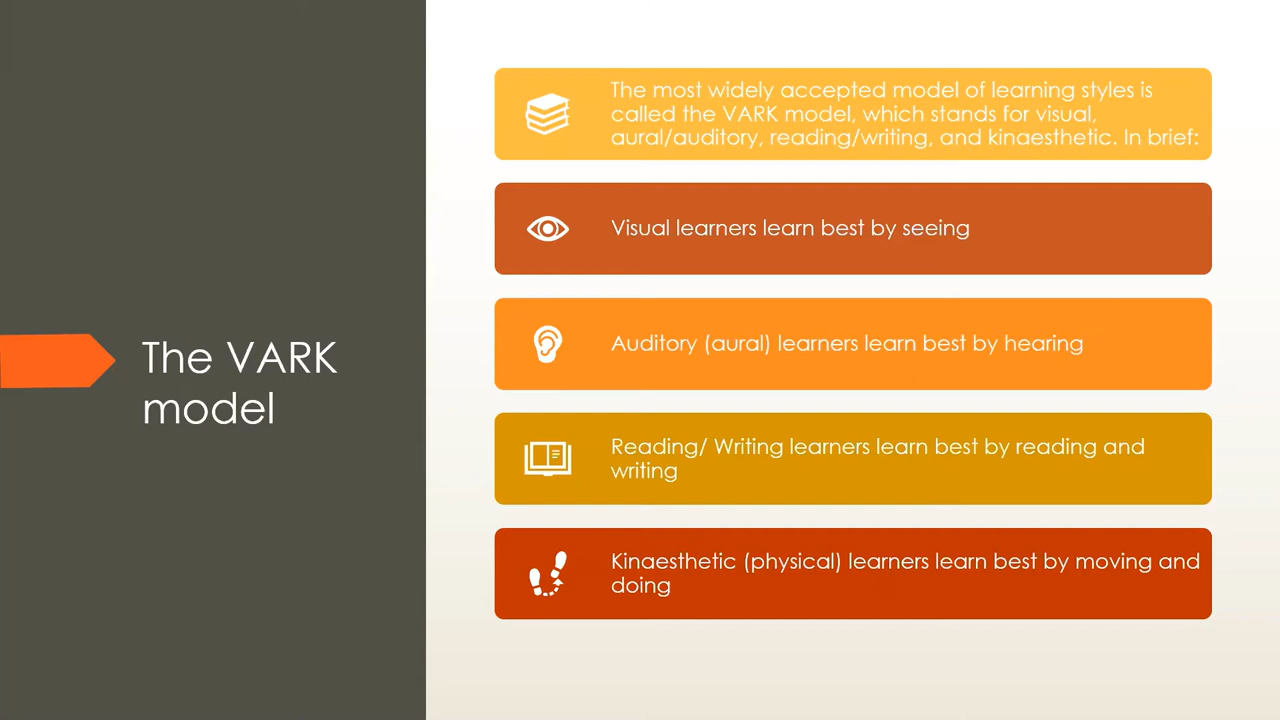 The VARK
model
The most widely accepted model of learning styles is
called the VARK model, which stands for visual,
aural/auditory, reading/writing, and kinaesthetic. In brief:
Visual learners learn best by seeing
Auditory (aural) learners learn best by hearing
Reading/ Writing learners learn best by reading and
writing
Kinaesthetic (physical) learners learn best by moving and
doing